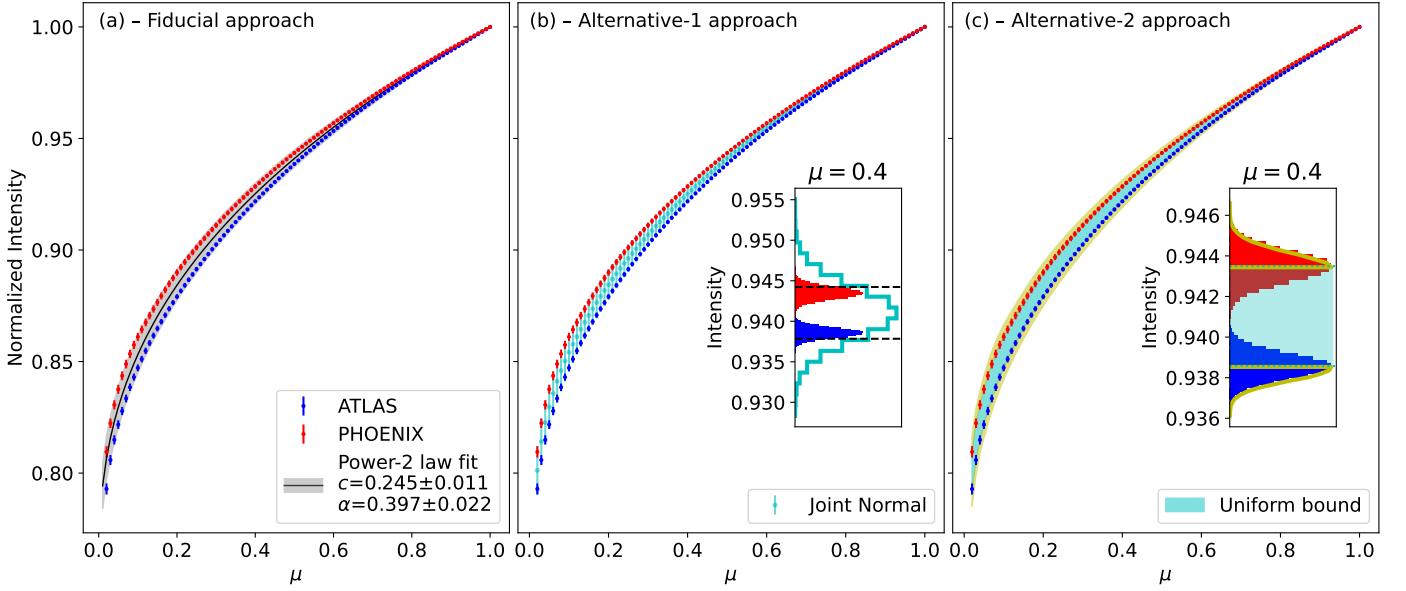 (a) – Fiducial approach
Normalized Intensity
1.00
0.95
0.90
0.85
0.80
ATLAS
PHOENIX
Power-2 law fit
c=0.245±0.011
α=0.397±0.022
0.0 0.2 0.4 0.6 0.8 1.0
μ
(b) – Alternative-1 approach
μ = 0.4
Intensity
0.955
0.950
0.945
0.940
0.935
0.930
Joint Normal
0.0 0.2 0.4 0.6 0.8 1.0
μ
(c) – Alternative-2 approach
μ = 0.4
Intensity
0.946
0.944
0.942
0.940
0.938
0.936
Uniform bound
0.0 0.2 0.4 0.6 0.8 1.0
μ